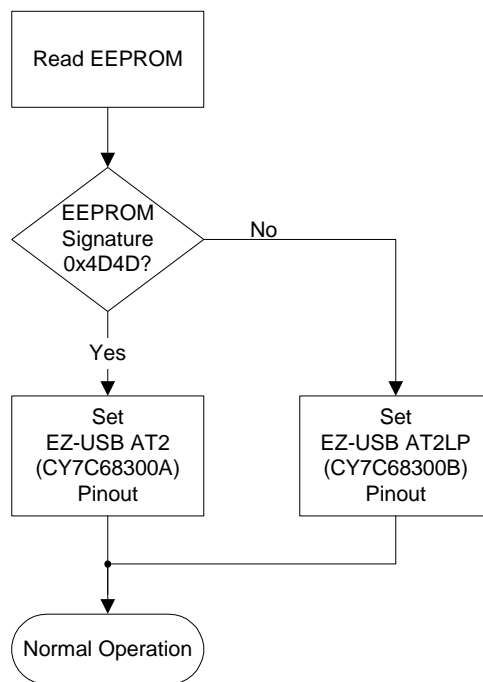 Read EEPROM
EEPROM
Signature
0x4D4D?
No
Yes
Set
EZ-USB AT2
(CY7C68300A)
Pinout
Set
EZ-USB AT2LP
(CY7C68300B)
Pinout
Normal Operation